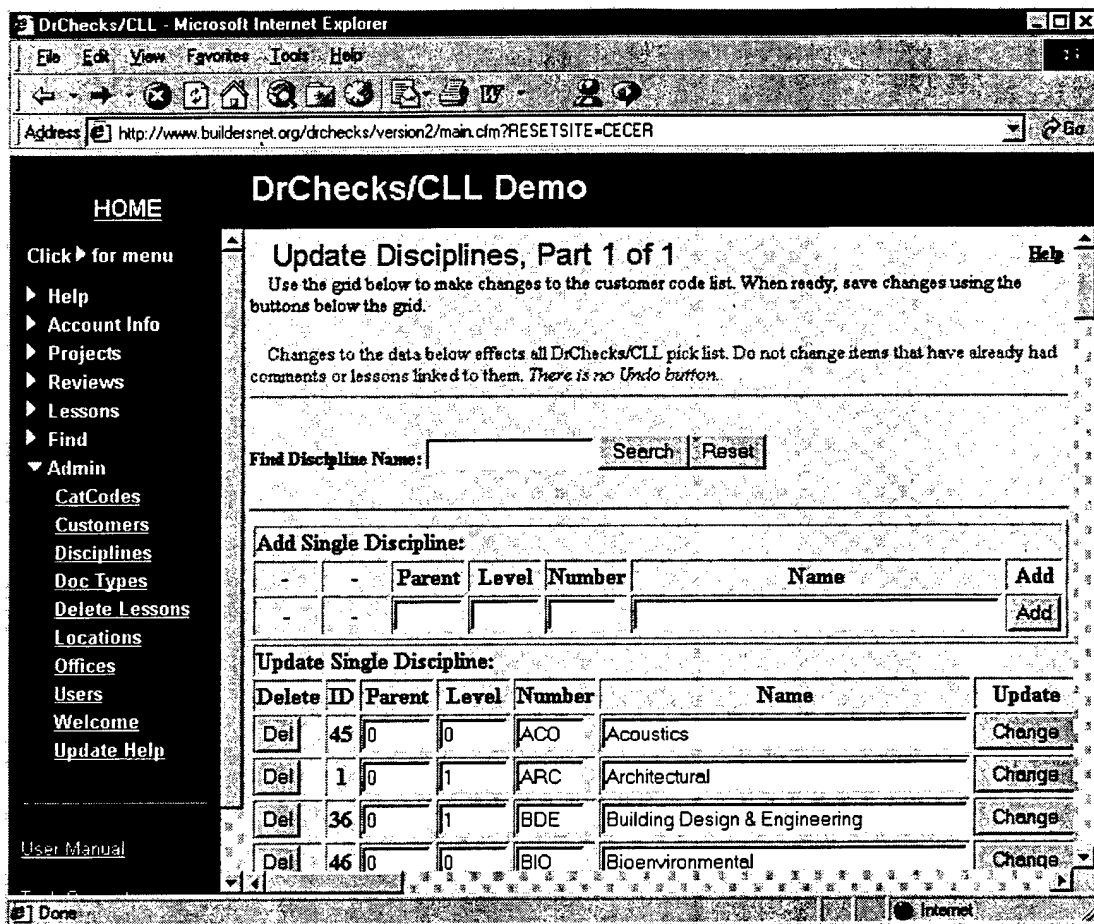 DrChecks/CLL - Microsoft Internet Explorer
File Edit View Favorites Tools Help
Address http://www.buildersnet.org/drchecks/version2/main.cfm?RESETSITE=CECER Go
HOME
DrChecks/CLL Demo
Click for menu
Help
Account Info
Projects
Reviews
Lessons
Find
Admin
CatCodes
Customers
Disciplines
Doc Types
Delete Lessons
Locations
Offices
Users
Welcome
Update Help
User Manual
Update Disciplines, Part 1 of 1 Help
Use the grid below to make changes to the customer code list. When ready, save changes using the
buttons below the grid.
Changes to the data below effects all DrChecks/CLL pick list. Do not change items that have already had
comments or lessons linked to them. There is no Undo button.
Find Discipline Name: Search Reset
Add Single Discipline:
- - Parent Level Number Name Add
- - Add
Update Single Discipline:
Delete ID Parent Level Number Name Update
Del 45 0 0 ACO Acoustics Change
Del 1 0 1 ARC Architectural Change
Del 36 0 1 BDE Building Design & Engineering Change
Del 46 0 0 BIO Bioenvironmental Change
Done Internet